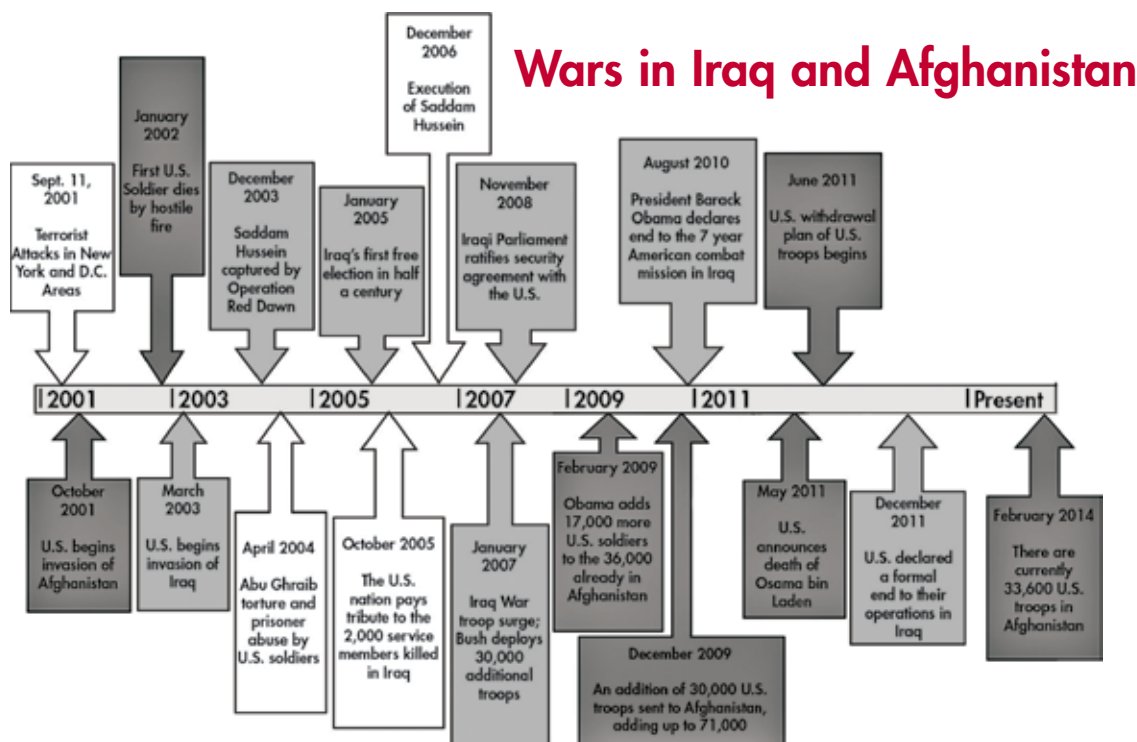 Wars in Iraq and Afghanistan
Sept. 11,
2001
Terrorist
Attacks in New
York and D.C.
Areas
January
2002
First U.S.
Soldier dies
by hostile
fire
December
2003
Saddam
Hussein
captured by
Operation
Red Dawn
January
2005
Iraq's first free
election in half
a century
December
2006
Execution
of Saddam
Hussein
November
2008
Iraqi Parliament
ratifies security
agreement with
the U.S.
August 2010
President Barack
Obama declares
end to the 7 year
American combat
mission in Iraq
June 2011
U.S. withdrawal
plan of U.S.
troops begins
2001
2003
2005
2007
2009
2011
Present
October
2001
U.S. begins
invasion of
Afghanistan
March
2003
U.S. begins
invasion of
Iraq
April 2004
Abu Ghraib
torture and
prisoner
abuse by
U.S. soldiers
October 2005
The U.S.
nation pays
tribute to the
2,000 service
members killed
in Iraq
January
2007
Iraq War
troop surge;
Bush deploys
30,000
additional
troops
February 2009
Obama adds
17,000 more
U.S. soldiers
to the 36,000
already in
Afghanistan
December 2009
An addition of 30,000 U.S.
troops sent to Afghanistan,
adding up to 71,000
May 2011
U.S.
announces
death of
Osama bin
Laden
December
2011
U.S. declared
a formal
end to their
operations in
Iraq
February 2014
There are
currently
33,600 U.S.
troops in
Afghanistan